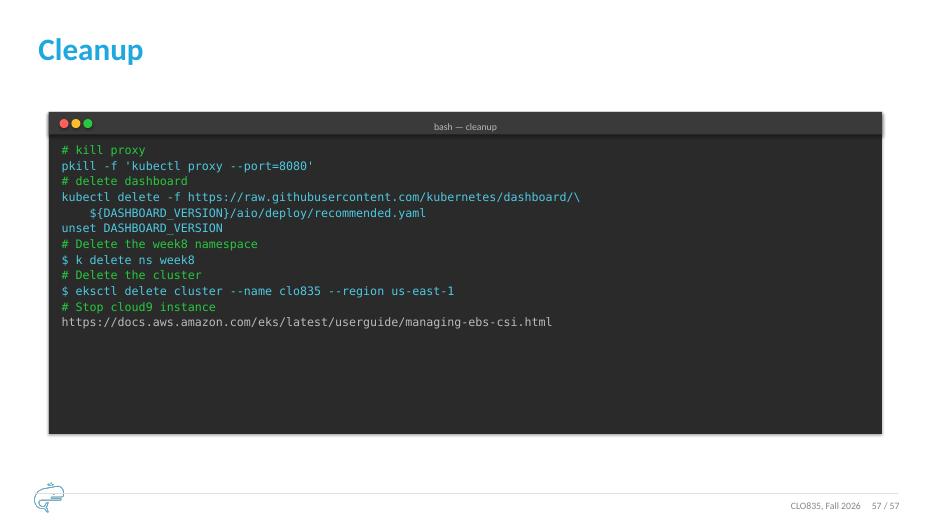 Cleanup
bash — cleanup
# kill proxy
pkill -f 'kubectl proxy --port=8080'
# delete dashboard
kubectl delete -f https://raw.githubusercontent.com/kubernetes/dashboard/\
    ${DASHBOARD_VERSION}/aio/deploy/recommended.yaml
unset DASHBOARD_VERSION
# Delete the week8 namespace
$ k delete ns week8
# Delete the cluster
$ eksctl delete cluster --name clo835 --region us-east-1
# Stop cloud9 instance
https://docs.aws.amazon.com/eks/latest/userguide/managing-ebs-csi.html
CLO835, Fall 2026 57 / 57